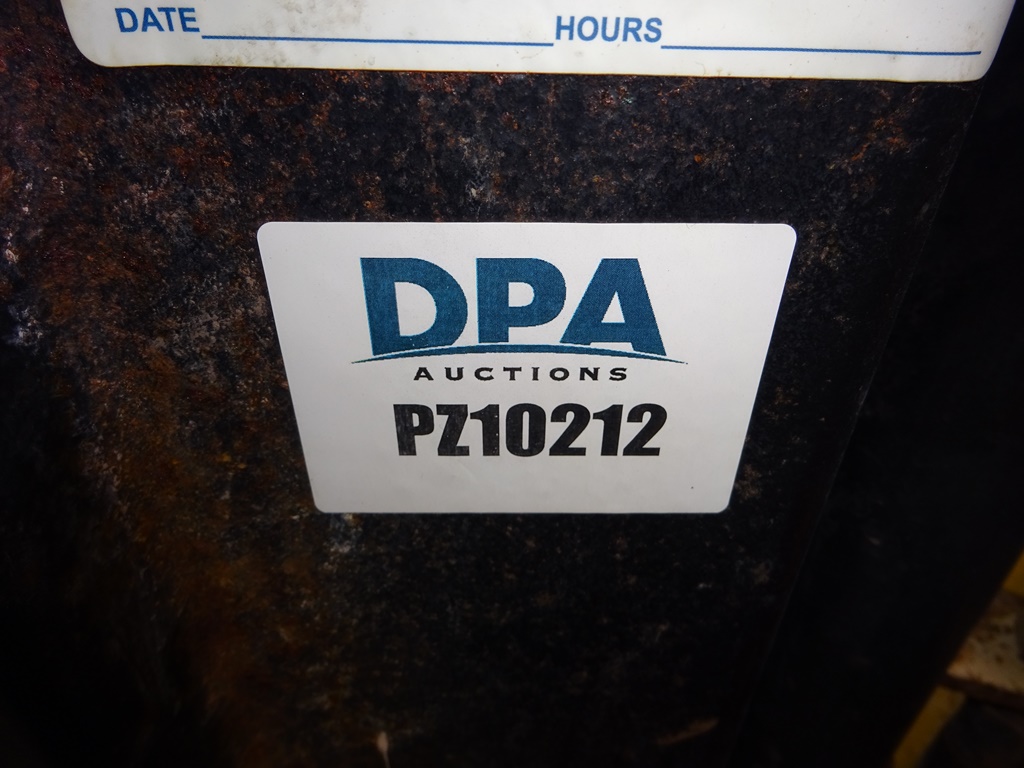 DATE HOURS
DPA
AUCTIONS
PZ10212